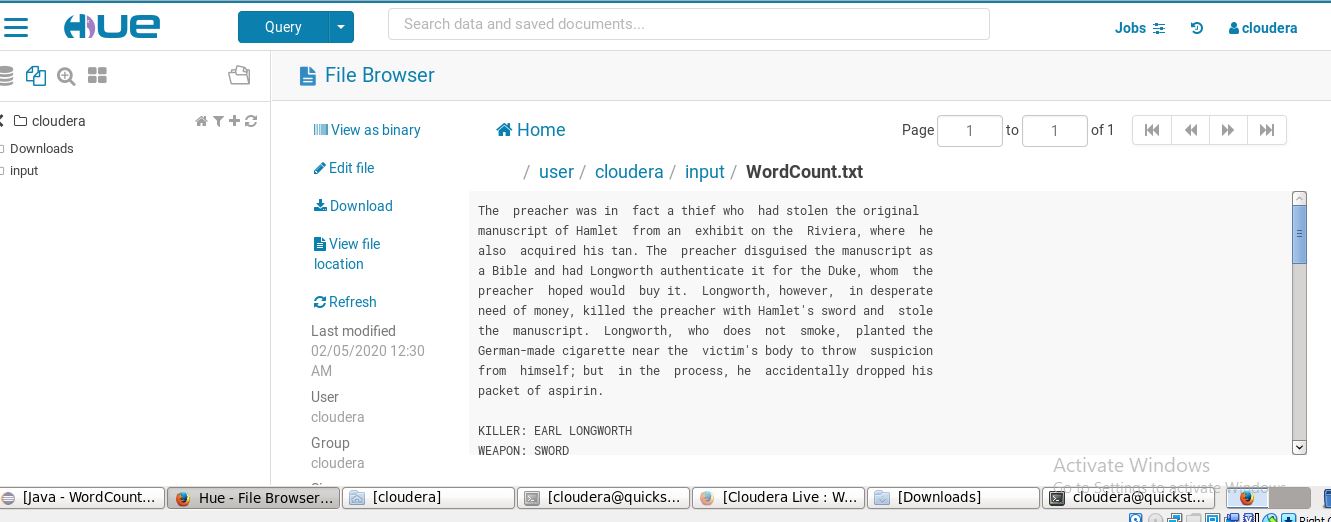 HUE
Query
Search data and saved documents...
Jobs
cloudera
File Browser
cloudera
Downloads
input
View as binary
Edit file
Download
View file
location
Refresh
Last modified
02/05/2020 12:30
AM
User
cloudera
Group
cloudera
Home
Page 1 to 1 of 1
/ user / cloudera / input / WordCount.txt
The  preacher was in  fact a thief who  had stolen the original
manuscript of Hamlet  from an  exhibit on the  Riviera, where  he
also  acquired his tan. The  preacher disguised the manuscript as
a Bible and had Longworth authenticate it for the Duke, whom  the
preacher  hoped would  buy it.  Longworth, however,  in desperate
need of money, killed the preacher with Hamlet's sword and  stole
the  manuscript.  Longworth,  who  does  not  smoke,  planted the
German-made cigarette near the  victim's body to throw  suspicion
from  himself; but  in the  process, he  accidentally dropped his
packet of aspirin.
KILLER: EARL LONGWORTH
WEAPON: SWORD
Activate Windows
Go to Settings to activate Windows.
[Java - WordCount...
Hue - File Browser...
[cloudera]
[cloudera@quicks...
[Cloudera Live : W...
[Downloads]
cloudera@quickst...
Right